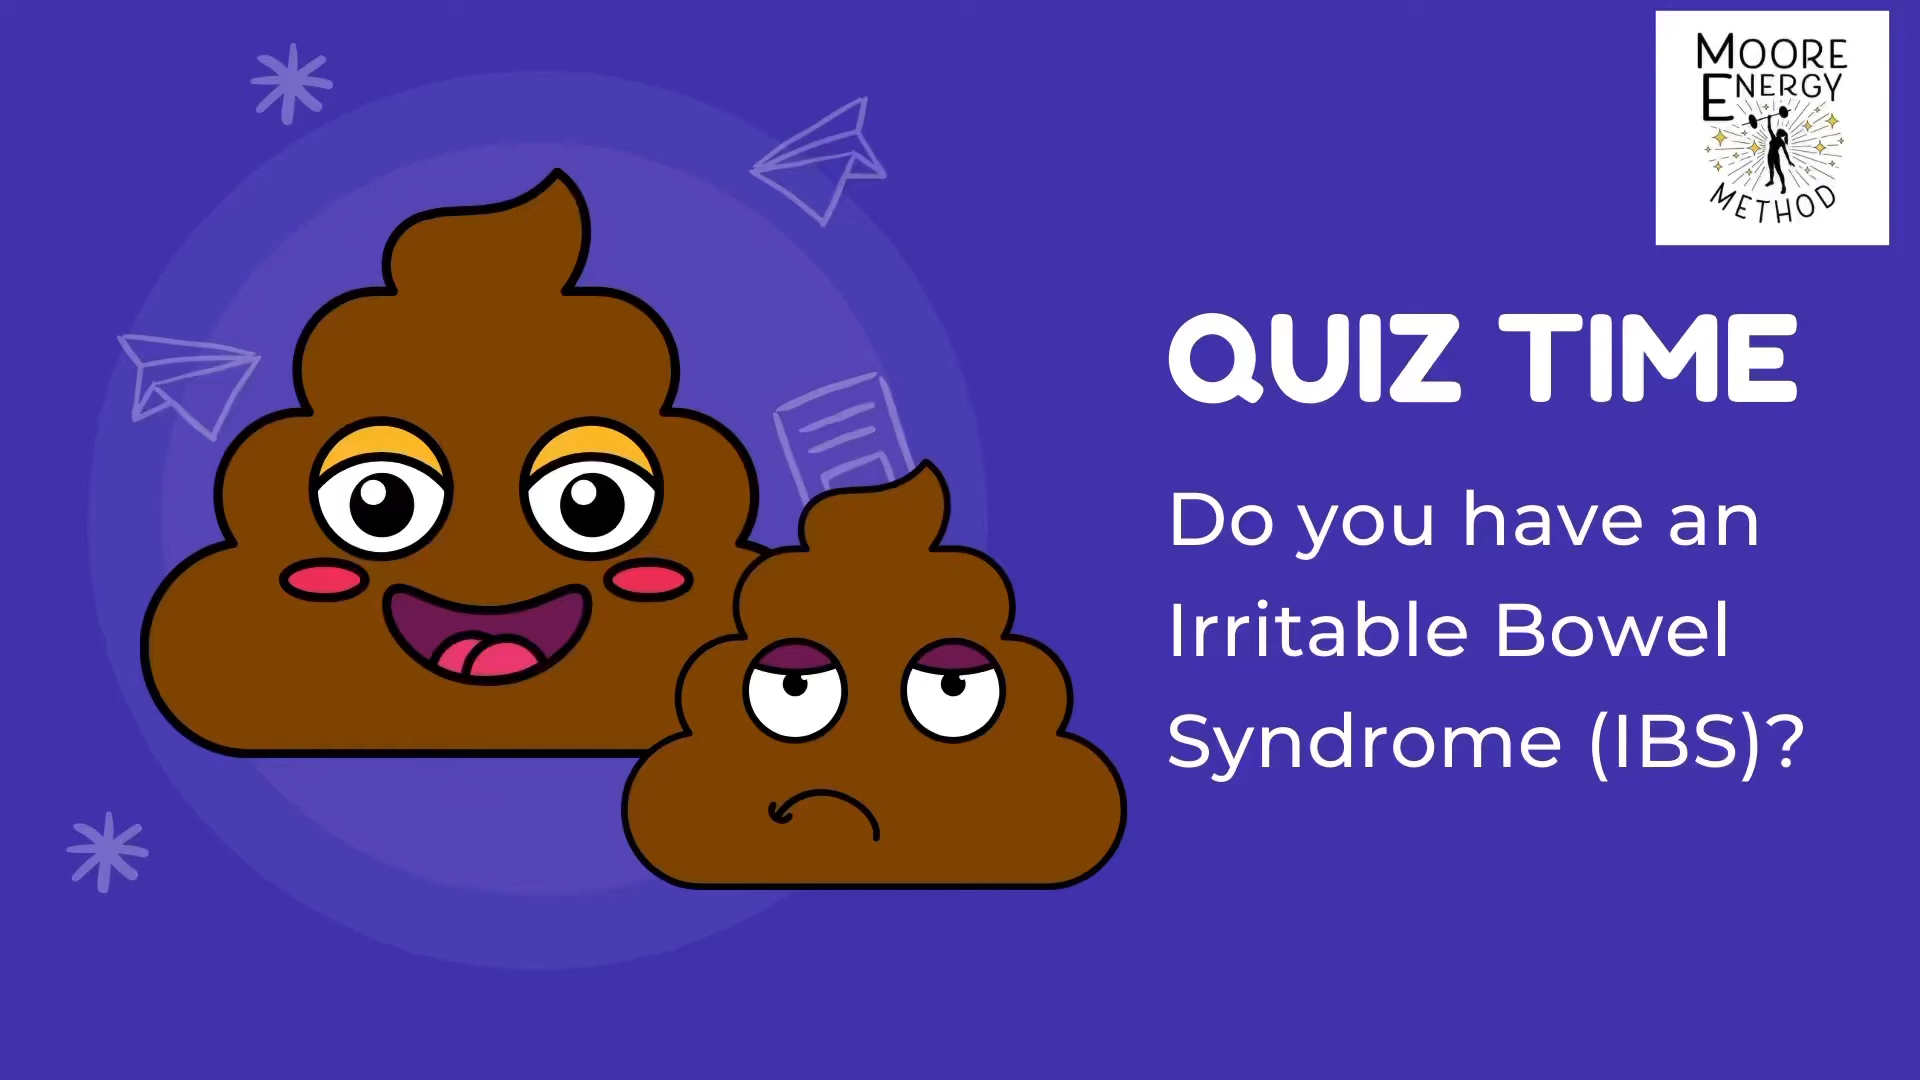 MOORE
ENERGY
METHOD
QUIZ TIME
Do you have an
Irritable Bowel
Syndrome (IBS)?